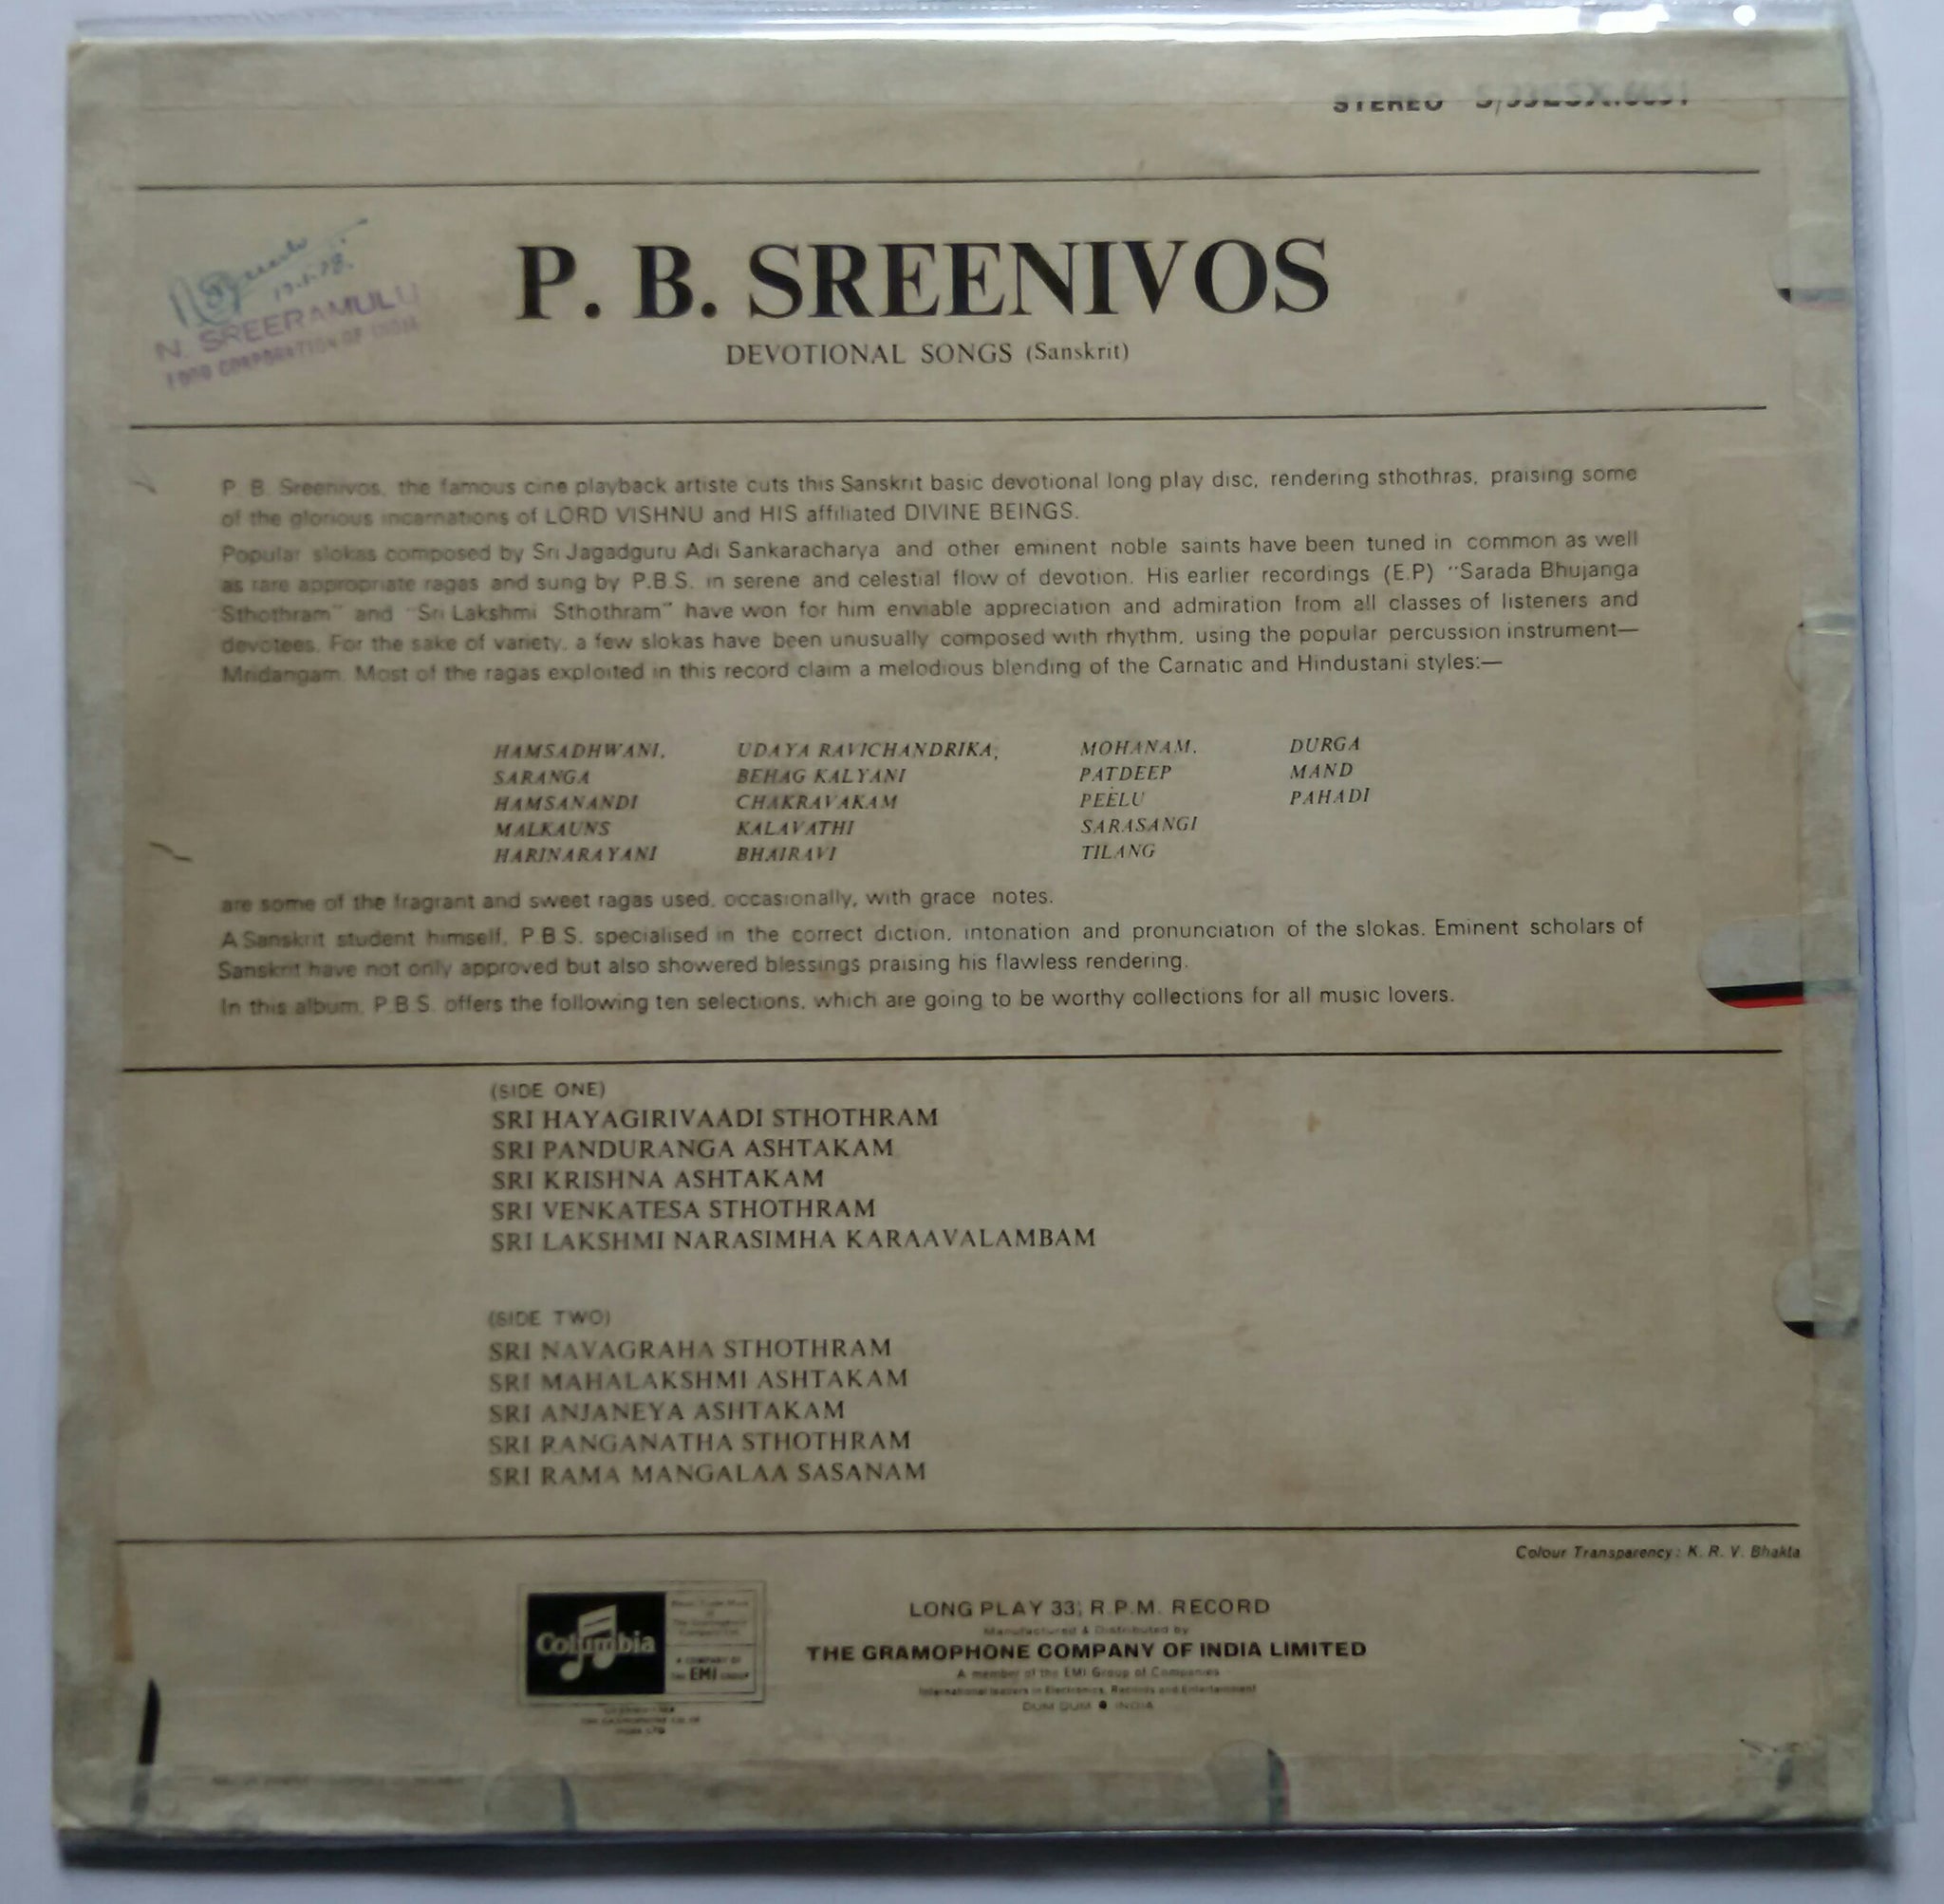 STEREO
P. B. SREENIVOS
DEVOTIONAL SONGS (Sanskrit)
N. SREERAMULU
CORPORATION OF INDIA
P. B. Sreenivos, the famous cine playback artiste cuts this Sanskrit basic devotional long play disc, rendering sthothras, praising some
of the glorious incarnations of LORD VISHNU and HIS affiliated DIVINE BEINGS.
Popular slokas composed by Sri Jagadguru Adi Sankaracharya and other eminent noble saints have been tuned in common as well
as rare appropriate ragas and sung by P.B.S. in serene and celestial flow of devotion. His earlier recordings (E.P) "Sarada Bhujanga
Sthothram" and "Sri Lakshmi Sthothram" have won for him enviable appreciation and admiration from all classes of listeners and
devotees. For the sake of variety, a few slokas have been unusually composed with rhythm, using the popular percussion instrument—
Mridangam. Most of the ragas exploited in this record claim a melodious blending of the Carnatic and Hindustani styles:—
HAMSADHWANI, UDAYA RAVICHANDRIKA, MOHANAM, DURGA
SARANGA BEHAG KALYANI PATDEEP MAND
HAMSANANDI CHAKRAVAKAM PEELU PAHADI
MALKAUNS KALAVATHI SARASANGI
HARINARAYANI BHAIRAVI TILANG
are some of the fragrant and sweet ragas used, occasionally, with grace notes.
A Sanskrit student himself, P.B.S. specialised in the correct diction, intonation and pronunciation of the slokas. Eminent scholars of
Sanskrit have not only approved but also showered blessings praising his flawless rendering.
In this album, P.B.S. offers the following ten selections, which are going to be worthy collections for all music lovers.
(SIDE ONE)
SRI HAYAGIRIVAADI STHOTHRAM
SRI PANDURANGA ASHTAKAM
SRI KRISHNA ASHTAKAM
SRI VENKATESA STHOTHRAM
SRI LAKSHMI NARASIMHA KARAAVALAMBAM
(SIDE TWO)
SRI NAVAGRAHA STHOTHRAM
SRI MAHALAKSHMI ASHTAKAM
SRI ANJANEYA ASHTAKAM
SRI RANGANATHA STHOTHRAM
SRI RAMA MANGALAA SASANAM
Colour Transparency: K. R. V. Bhakta
Columbia
A COMPANY OF
THE EMI GROUP
LONG PLAY 33⅓ R.P.M. RECORD
Manufactured & Distributed by
THE GRAMOPHONE COMPANY OF INDIA LIMITED
A member of the EMI Group of Companies
International leaders in Electronics, Records and Entertainment
DUM DUM ● INDIA